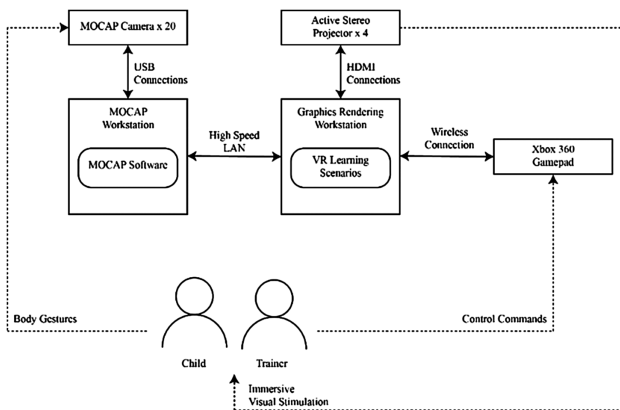 MOCAP Camera x 20
Active Stereo
Projector x 4
USB
Connections
HDMI
Connections
MOCAP
Workstation
MOCAP Software
High Speed
LAN
Graphics Rendering
Workstation
VR Learning
Scenarios
Wireless
Connection
Xbox 360
Gamepad
Body Gestures
Control Commands
Child
Trainer
Immersive
Visual Stimulation